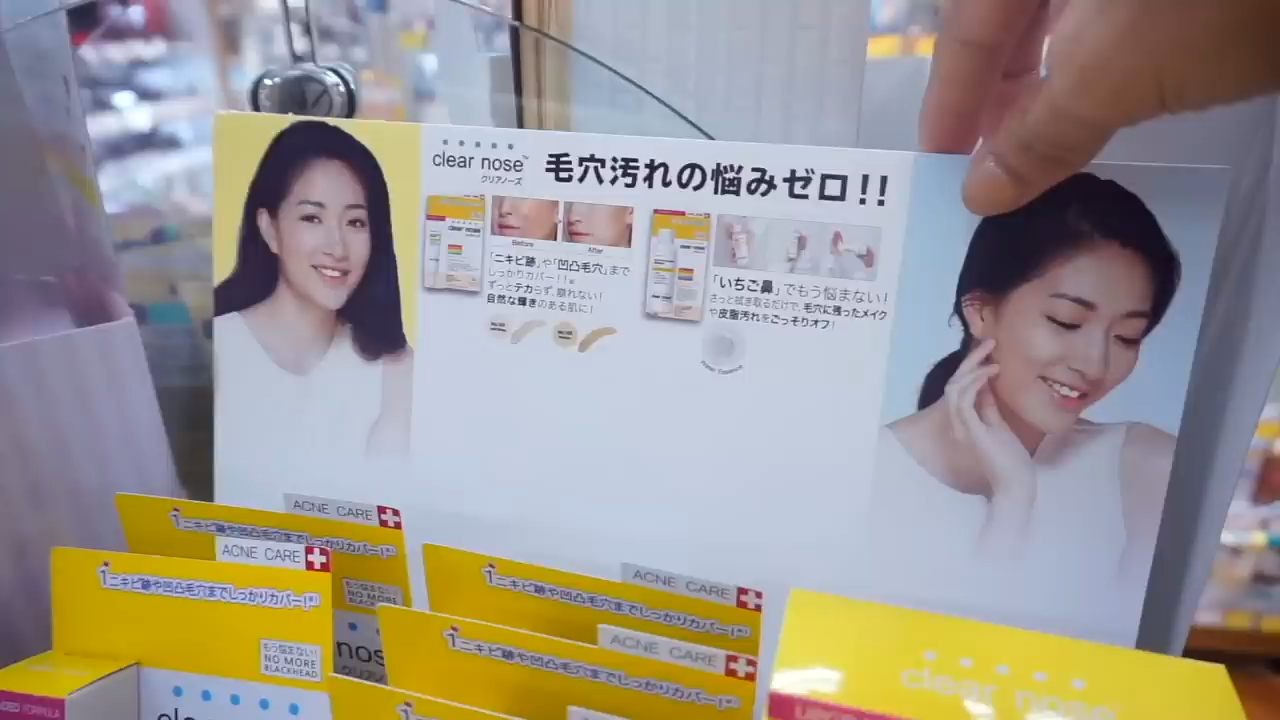 clear nose™
クリアノーズ
毛穴汚れの悩みゼロ!!
Before
After
「ニキビ跡」や「凹凸毛穴」まで
しっかりカバー!!
ずっとテカらず、崩れない!
自然な輝きのある肌に!
「いちご鼻」でもう悩まない!
さっと拭き取るだけで、毛穴に残ったメイク
や皮脂汚れをごっそりオフ!
ACNE CARE
ニキビ跡や凹凸毛穴までしっかりカバー!
もう悩まない!
NO MORE
BLACKHEAD
nos
ACNE CARE
ニキビ跡や凹凸毛穴までしっかりカバー!
もう悩まない!
NO MORE
BLACKHEAD
ACNE CARE
ニキビ跡や凹凸毛穴までしっかりカバー!
ACNE CARE
ニキビ跡や凹凸毛穴までしっかりカバー!
clear nose
FORMULA